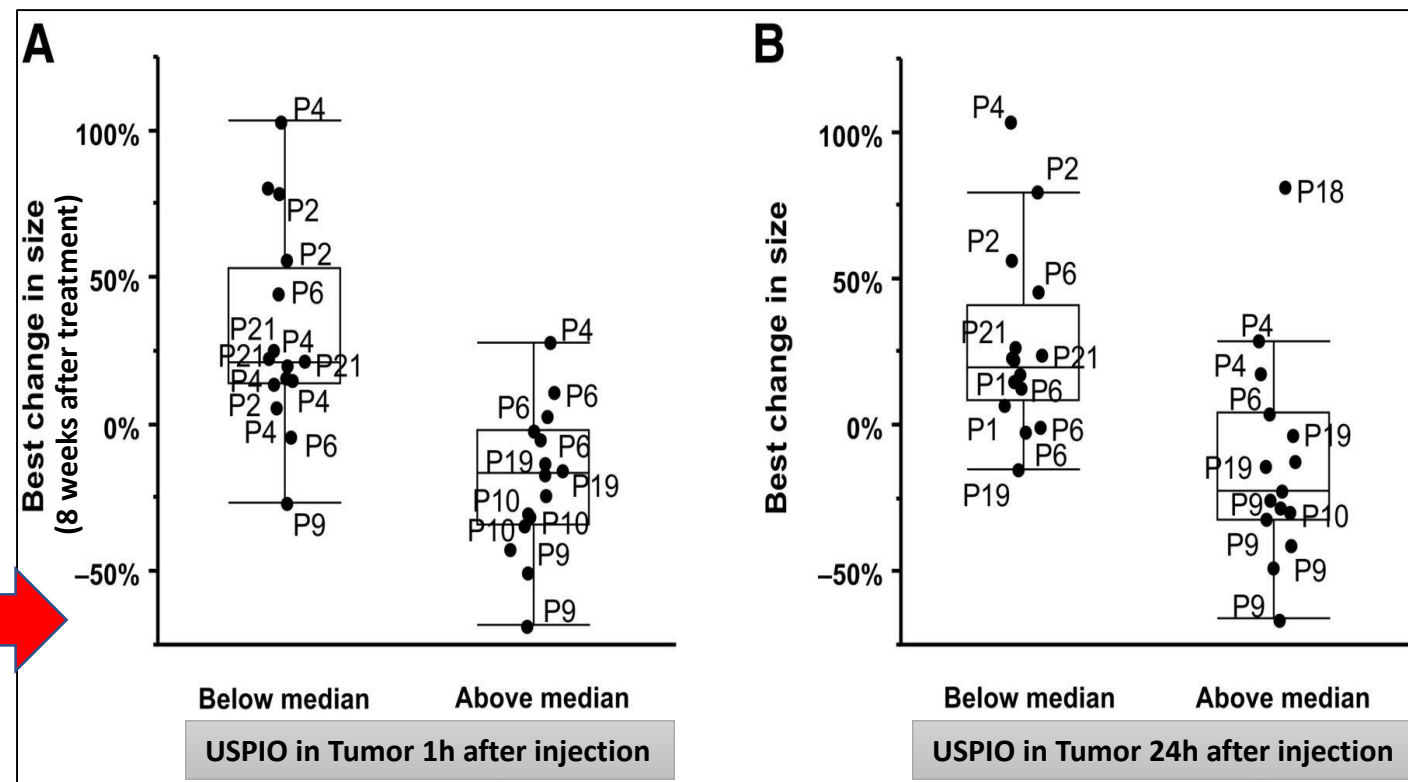 A
Best change in size
(8 weeks after treatment)
100%
50%
0%
–50%
P4
P2
P2
P6
P21
P4
P21
P21
P4
P4
P2
P4
P6
P9
P4
P6
P6
P6
P19
P19
P10
P10
P10
P9
P9
Below median
Above median
USPIO in Tumor 1h after injection
B
Best change in size
100%
50%
0%
–50%
P4
P2
P2
P6
P21
P21
P1
P6
P1
P6
P6
P19
P18
P4
P4
P6
P19
P19
P9
P10
P9
P9
P9
Below median
Above median
USPIO in Tumor 24h after injection